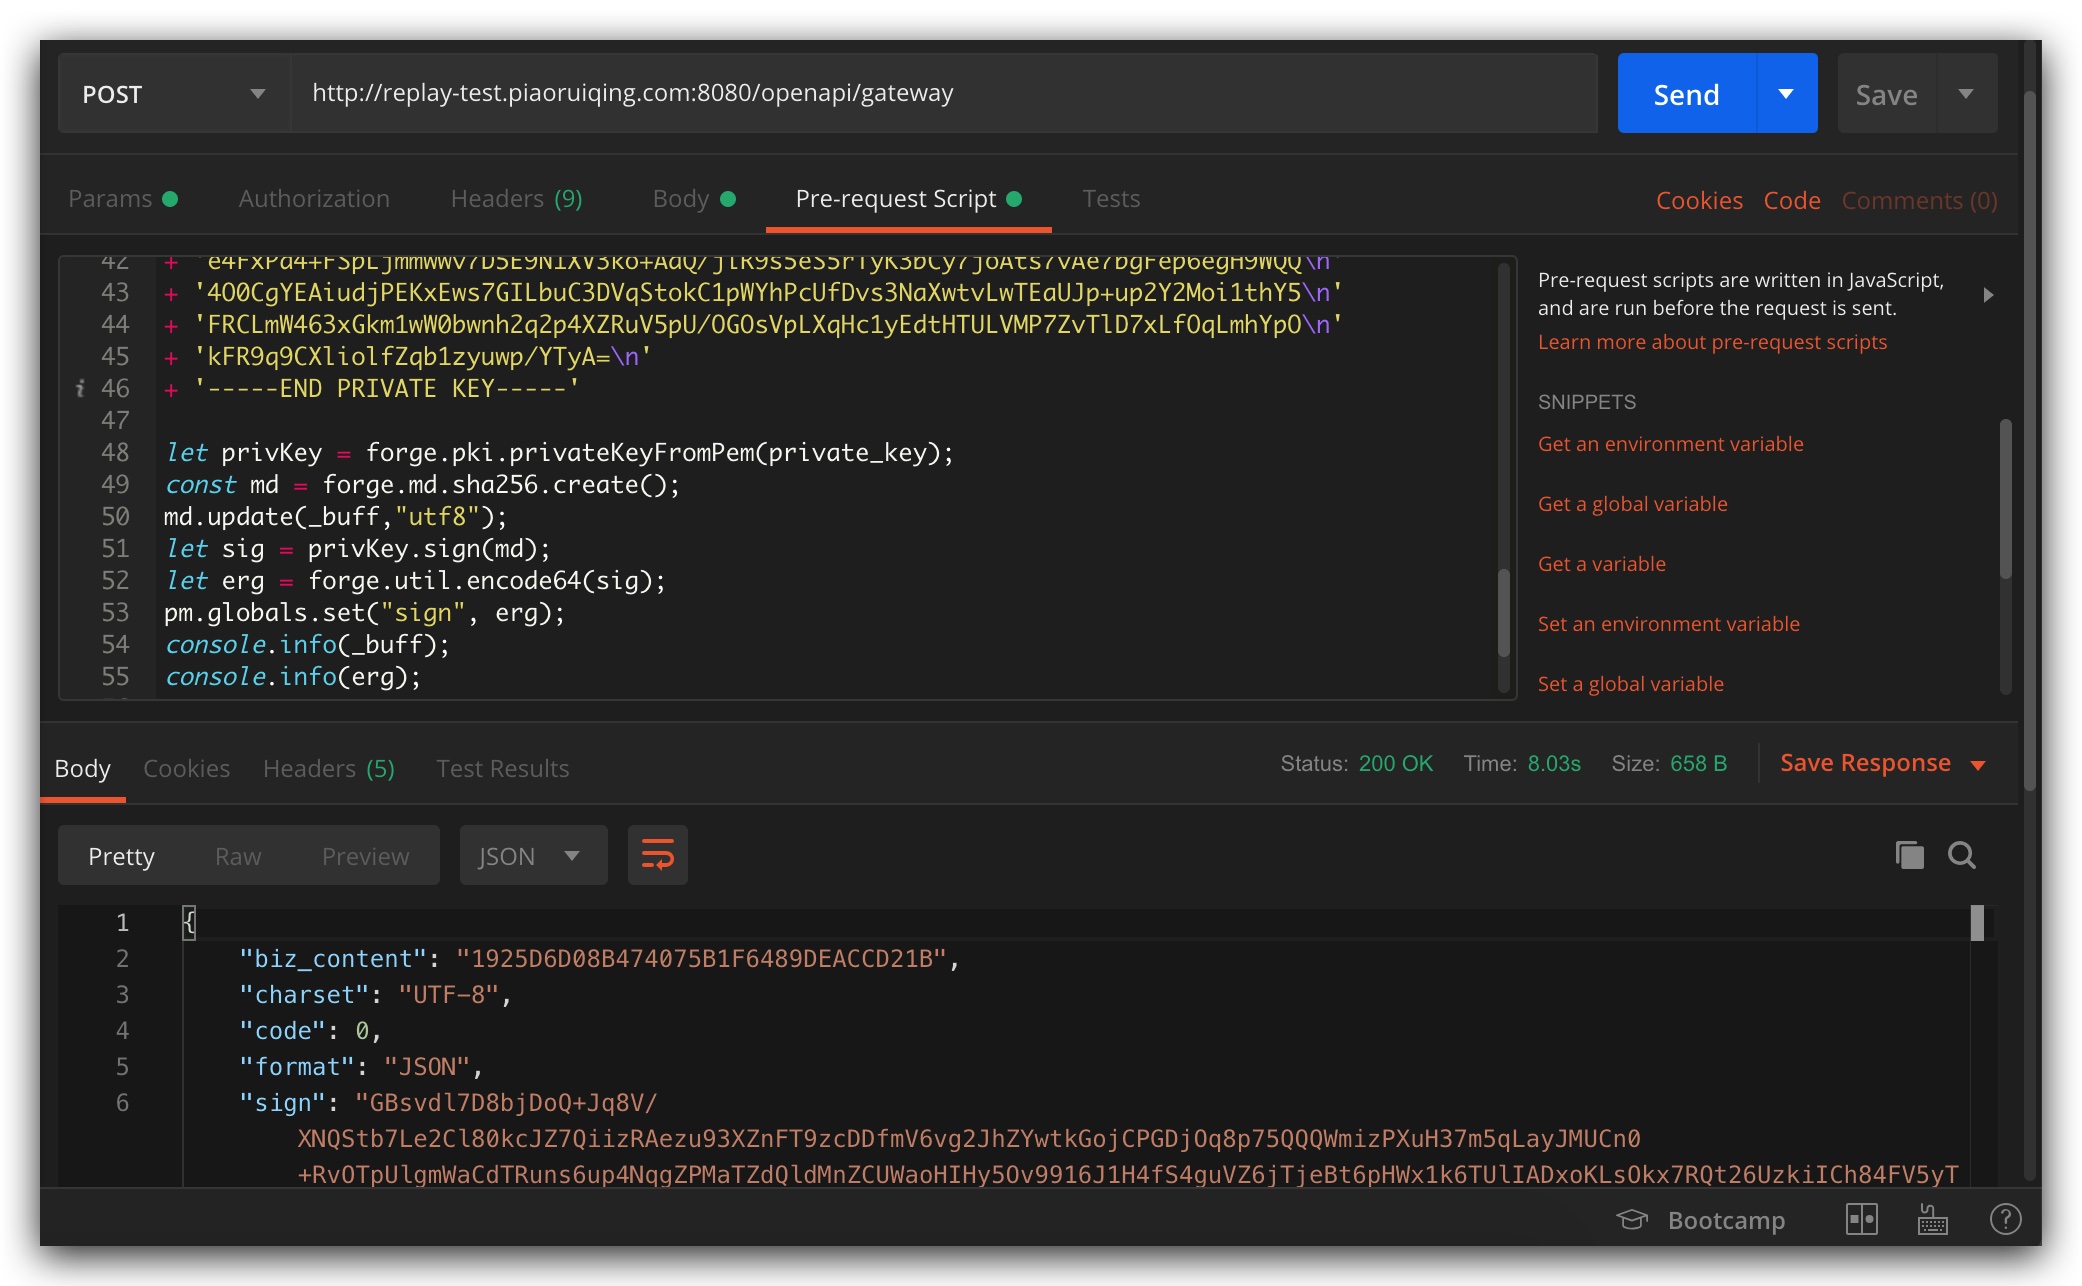 POST
http://replay-test.piaoruiqing.com:8080/openapi/gateway
Send
Save
Params
Authorization
Headers (9)
Body
Pre-request Script
Tests
Cookies
Code
Comments (0)
43 + '4O0CgYEAiudjPEKxEws7GILbuC3DVqStokC1pWYhPcUfDvs3NaXwtvLwTEaUJp+up2Y2Moi1thY5\n'
44 + 'FRCLmW463xGkm1wW0bwnh2q2p4XZRuV5pU/OGOsVpLXqHc1yEdtHTULVMP7ZvTlD7xLfOqLmhYpO\n'
45 + 'kFR9q9CXliolfZqb1zyuwp/YTyA=\n'
46 + '-----END PRIVATE KEY-----'
47
48 let privKey = forge.pki.privateKeyFromPem(private_key);
49 const md = forge.md.sha256.create();
50 md.update(_buff,"utf8");
51 let sig = privKey.sign(md);
52 let erg = forge.util.encode64(sig);
53 pm.globals.set("sign", erg);
54 console.info(_buff);
55 console.info(erg);
Pre-request scripts are written in JavaScript,
and are run before the request is sent.
Learn more about pre-request scripts
SNIPPETS
Get an environment variable
Get a global variable
Get a variable
Set an environment variable
Set a global variable
Body
Cookies
Headers (5)
Test Results
Status: 200 OK
Time: 8.03s
Size: 658 B
Save Response
Pretty
Raw
Preview
JSON
1 {
2 "biz_content": "1925D6D08B474075B1F6489DEACCD21B",
3 "charset": "UTF-8",
4 "code": 0,
5 "format": "JSON",
6 "sign": "GBsvdl7D8bjDoQ+Jq8V/
XNQStb7Le2Cl80kcJZ7QiizRAezu93XZnFT9zcDDfmV6vg2JhZYwtkGojCPGDjOq8p75QQQWmizPXuH37m5qLayJMUCn0
+RvOTpUlgmWaCdTRuns6up4NqgZPMaTZdQldMnZCUWaoHIHy5Ov9916J1H4fS4guVZ6jTjeBt6pHWx1k6TUlIADxoKLsOkx7RQt26UzkiICh84FV5yT
Bootcamp